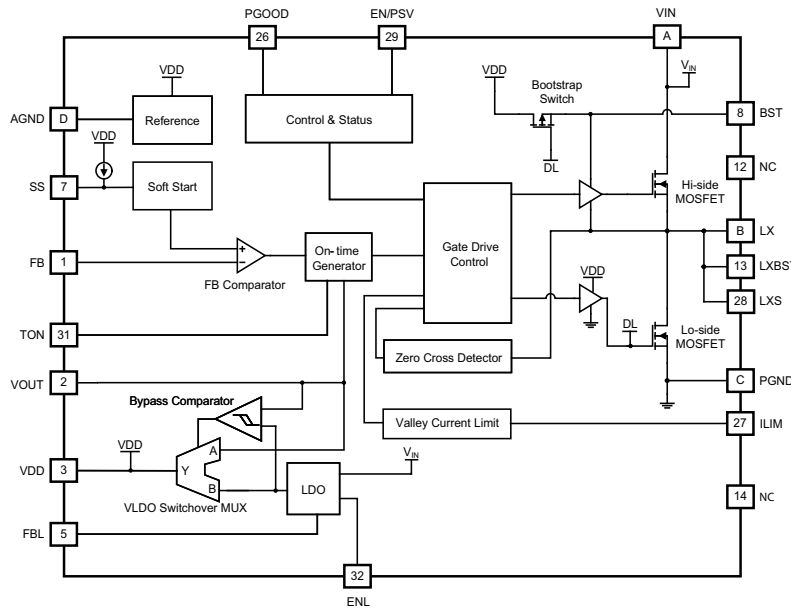 PGOOD
EN/PSV
VIN
26
29
A
VDD
VDD
Bootstrap
Switch
VIN
AGND
D
Reference
Control & Status
8
BST
VDD
DL
12
NC
SS
7
Soft Start
Hi-side
MOSFET
Gate Drive
Control
B
LX
FB
1
+
–
FB Comparator
On-time
Generator
13
LXBST
VDD
28
LXS
TON
31
DL
Lo-side
MOSFET
Zero Cross Detector
VOUT
2
C
PGND
Bypass Comparator
Valley Current Limit
27
ILIM
VDD
VDD
3
Y
A
B
VIN
LDO
VLDO Switchover MUX
14
NC
FBL
5
32
ENL